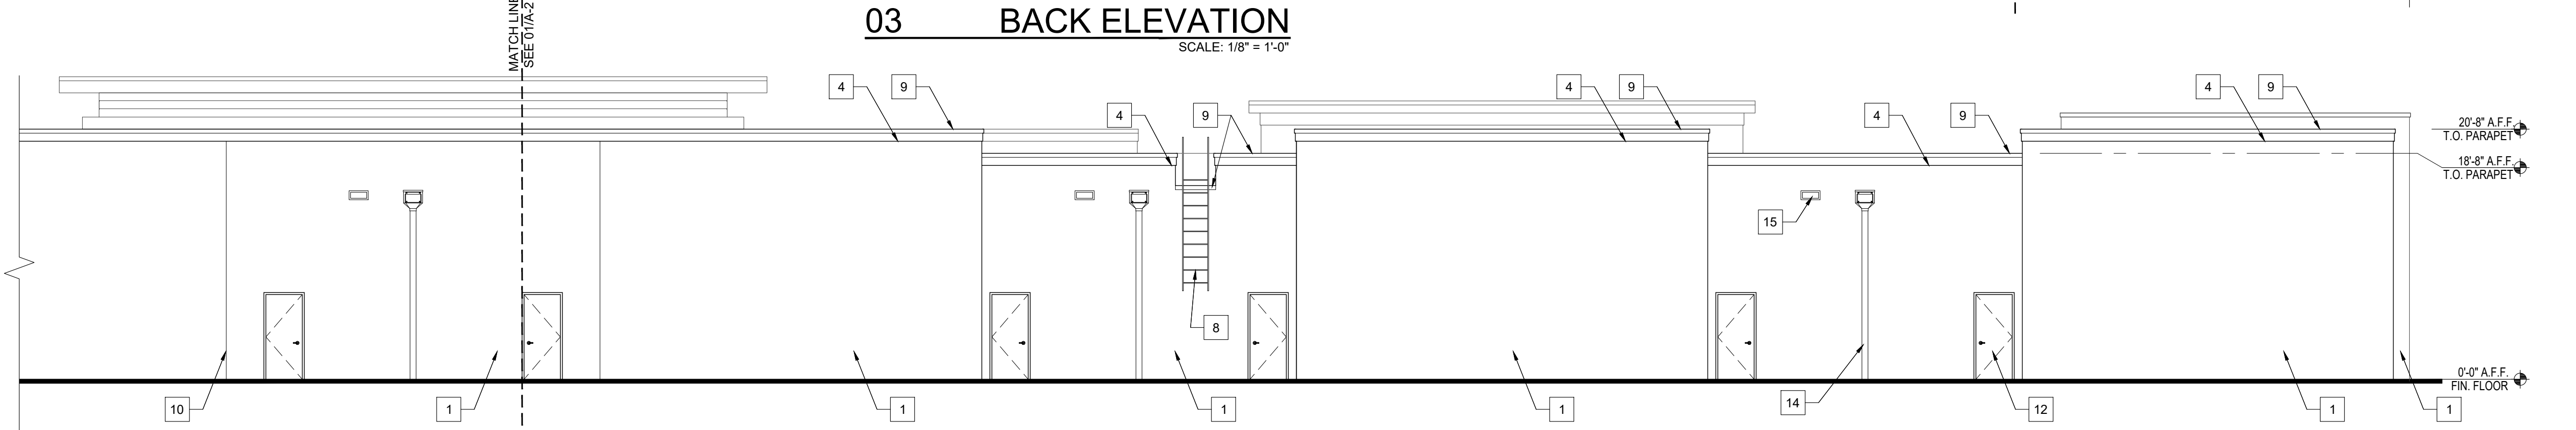 03 BACK ELEVATION
SCALE: 1/8" = 1'-0"
MATCH LINE
SEE 01/A-2
4 9 4 9 4 9 4 9 4 9
20'-8" A.F.F.
T.O. PARAPET
18'-8" A.F.F.
T.O. PARAPET
15
8
0'-0" A.F.F.
FIN. FLOOR
10 1 1 1 1 14 12 1 1